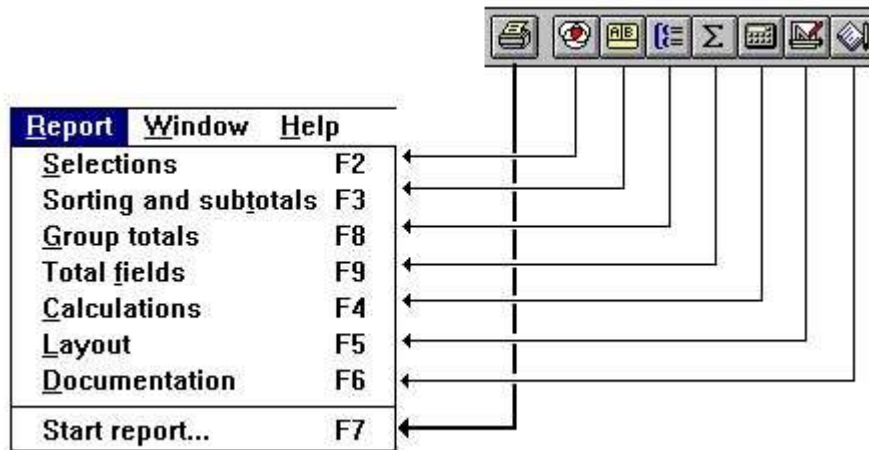 A B
Σ
Report Window Help
Selections F2
Sorting and subtotals F3
Group totals F8
Total fields F9
Calculations F4
Layout F5
Documentation F6
Start report... F7